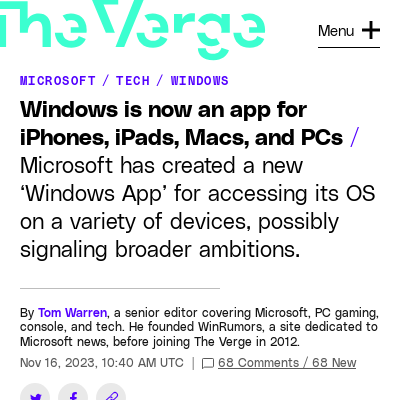 The Verge
Menu
MICROSOFT / TECH / WINDOWS
Windows is now an app for
iPhones, iPads, Macs, and PCs /
Microsoft has created a new
‘Windows App’ for accessing its OS
on a variety of devices, possibly
signaling broader ambitions.
By Tom Warren, a senior editor covering Microsoft, PC gaming,
console, and tech. He founded WinRumors, a site dedicated to
Microsoft news, before joining The Verge in 2012.
Nov 16, 2023, 10:40 AM UTC | 68 Comments / 68 New